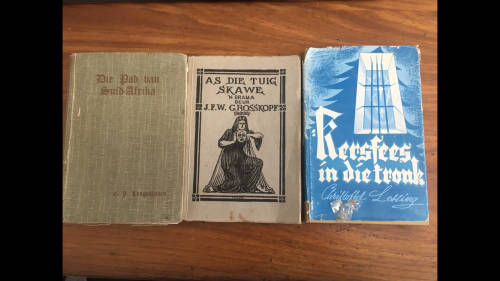 Die Pad van
Suid-Afrika
C. J. Langenhoven
AS DIE TUIG
SKAWE
'N DRAMA
DEUR
J.F.W. GROSSKOPF
Kersfees
in die tronk
Christoffel Lessing